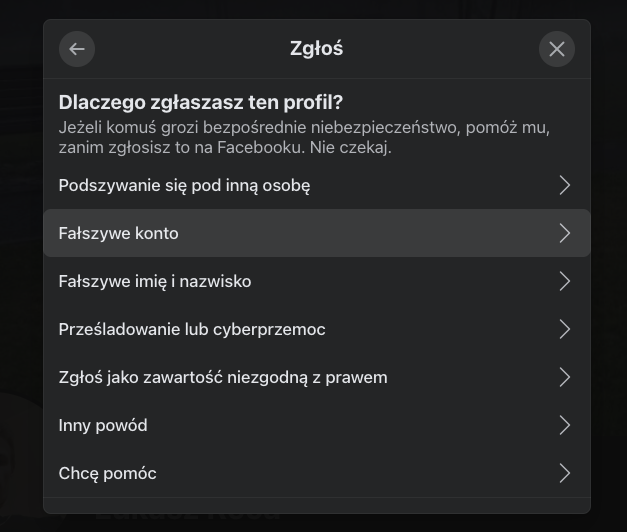 Zgłoś
Dlaczego zgłaszasz ten profil?
Jeżeli komuś grozi bezpośrednie niebezpieczeństwo, pomóż mu,
zanim zgłosisz to na Facebooku. Nie czekaj.
Podszywanie się pod inną osobę
Fałszywe konto
Fałszywe imię i nazwisko
Prześladowanie lub cyberprzemoc
Zgłoś jako zawartość niezgodną z prawem
Inny powód
Chcę pomóc